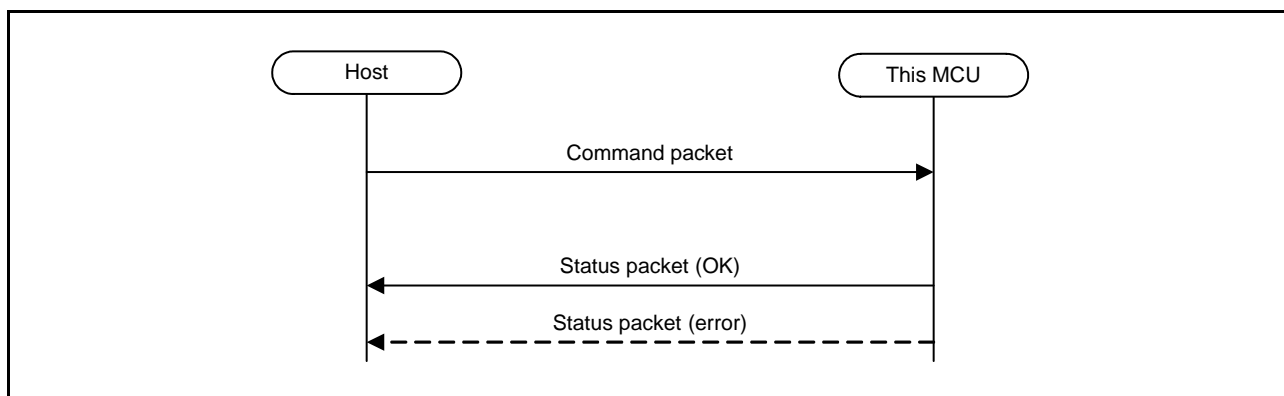 Host
This MCU
Command packet
Status packet (OK)
Status packet (error)